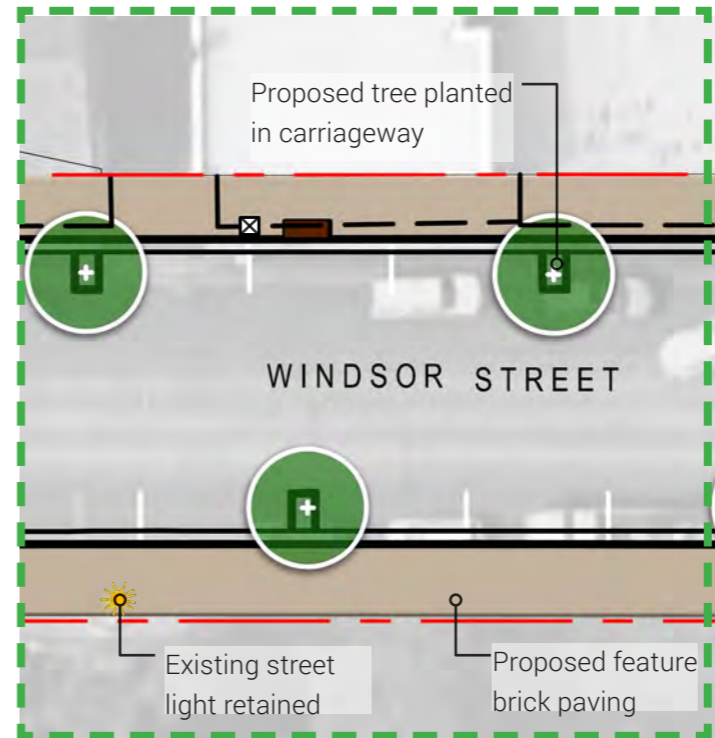 Proposed tree planted
in carriageway
WINDSOR STREET
Existing street
light retained
Proposed feature
brick paving